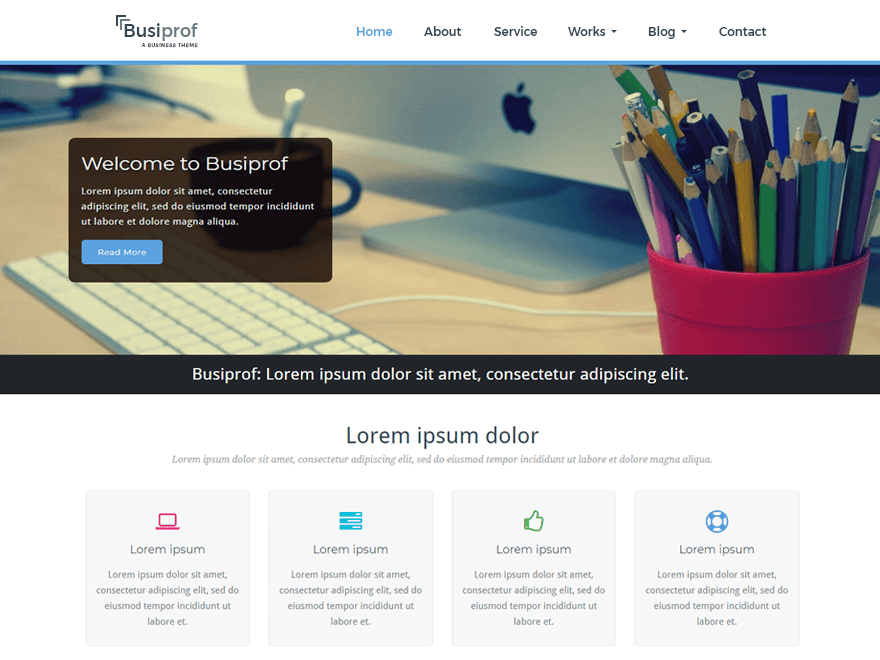 Busiprof
A BUSINESS THEME
Home About Service Works Blog Contact
Welcome to Busiprof
Lorem ipsum dolor sit amet, consectetur
adipiscing elit, sed do eiusmod tempor incididunt
ut labore et dolore magna aliqua.
Read More
Busiprof: Lorem ipsum dolor sit amet, consectetur adipiscing elit.
Lorem ipsum dolor
Lorem ipsum dolor sit amet, consectetur adipiscing elit, sed do eiusmod tempor incididunt ut labore et dolore magna aliqua.
Lorem ipsum
Lorem ipsum dolor sit amet,
consectetur adipiscing elit, sed do
eiusmod tempor incididunt ut
labore et.
Lorem ipsum
Lorem ipsum dolor sit amet,
consectetur adipiscing elit, sed do
eiusmod tempor incididunt ut
labore et.
Lorem ipsum
Lorem ipsum dolor sit amet,
consectetur adipiscing elit, sed do
eiusmod tempor incididunt ut
labore et.
Lorem ipsum
Lorem ipsum dolor sit amet,
consectetur adipiscing elit, sed do
eiusmod tempor incididunt ut
labore et.